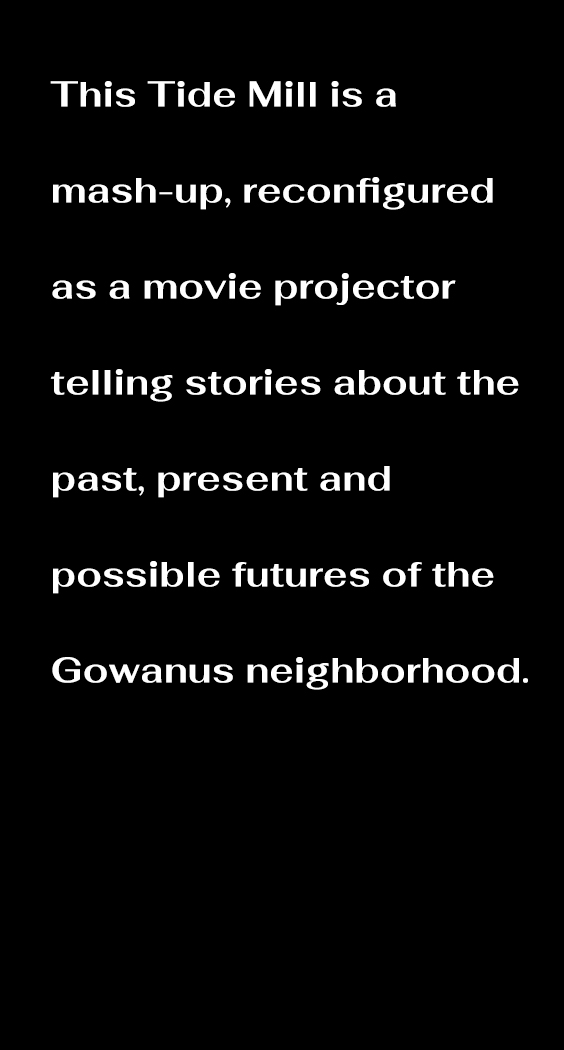 This Tide Mill is a
mash-up, reconfigured
as a movie projector
telling stories about the
past, present and
possible futures of the
Gowanus neighborhood.